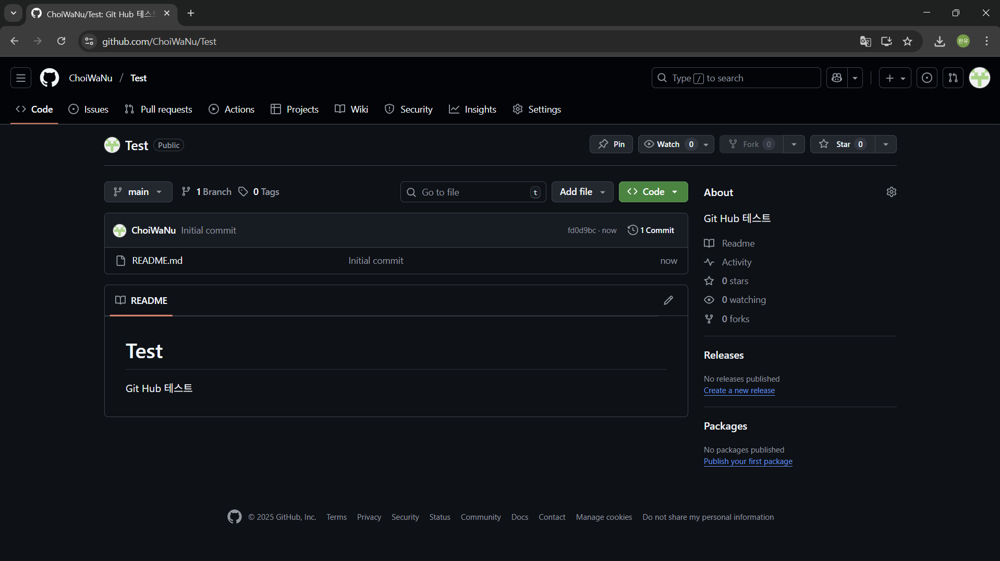 ChoiWaNu/Test: Git Hub 테스트
github.com/ChoiWaNu/Test
완유
ChoiWaNu / Test
Type / to search
Code Issues Pull requests Actions Projects Wiki Security Insights Settings
Test Public
Pin Watch 0 Fork 0 Star 0
main 1 Branch 0 Tags Go to file t Add file Code
ChoiWaNu Initial commit fd0d9bc · now 1 Commit
README.md Initial commit now
README
Test
Git Hub 테스트
About
Git Hub 테스트
Readme
Activity
0 stars
0 watching
0 forks
Releases
No releases published
Create a new release
Packages
No packages published
Publish your first package
© 2025 GitHub, Inc. Terms Privacy Security Status Community Docs Contact Manage cookies Do not share my personal information